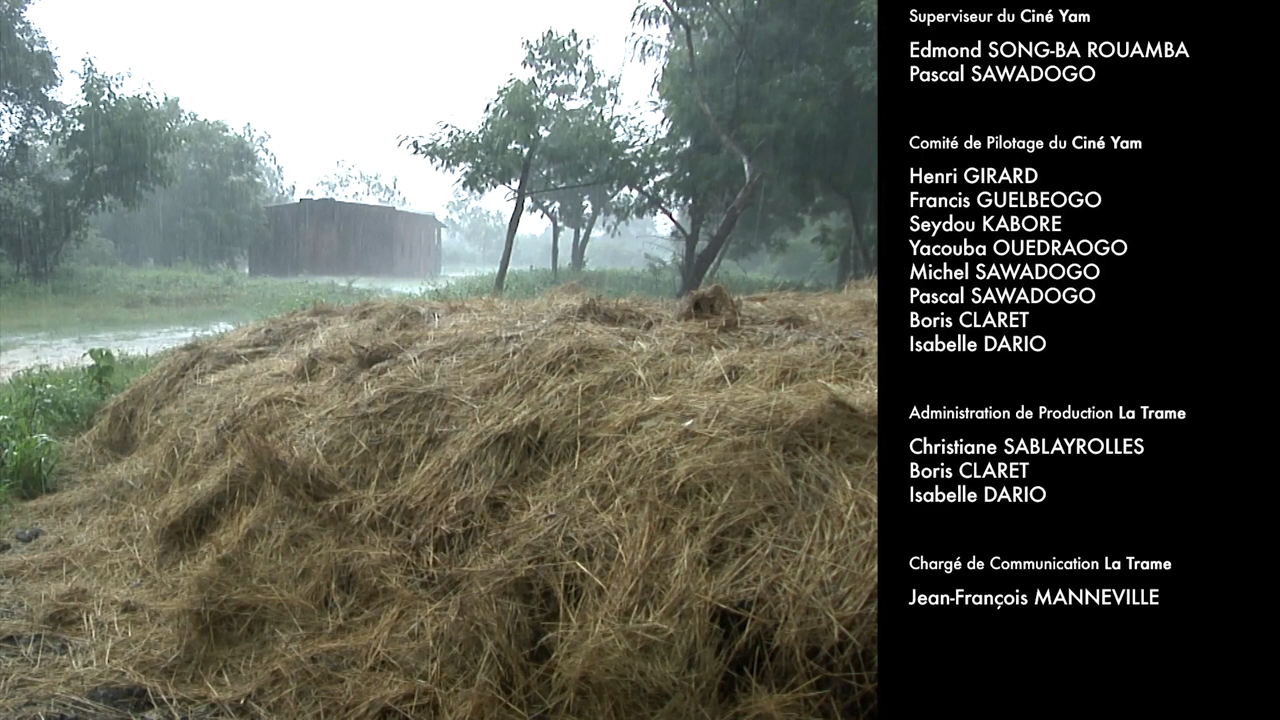 Superviseur du Ciné Yam
Edmond SONG-BA ROUAMBA
Pascal SAWADOGO
Comité de Pilotage du Ciné Yam
Henri GIRARD
Francis GUELBEOGO
Seydou KABORE
Yacouba OUEDRAOGO
Michel SAWADOGO
Pascal SAWADOGO
Boris CLARET
Isabelle DARIO
Administration de Production La Trame
Christiane SABLAYROLLES
Boris CLARET
Isabelle DARIO
Chargé de Communication La Trame
Jean-François MANNEVILLE